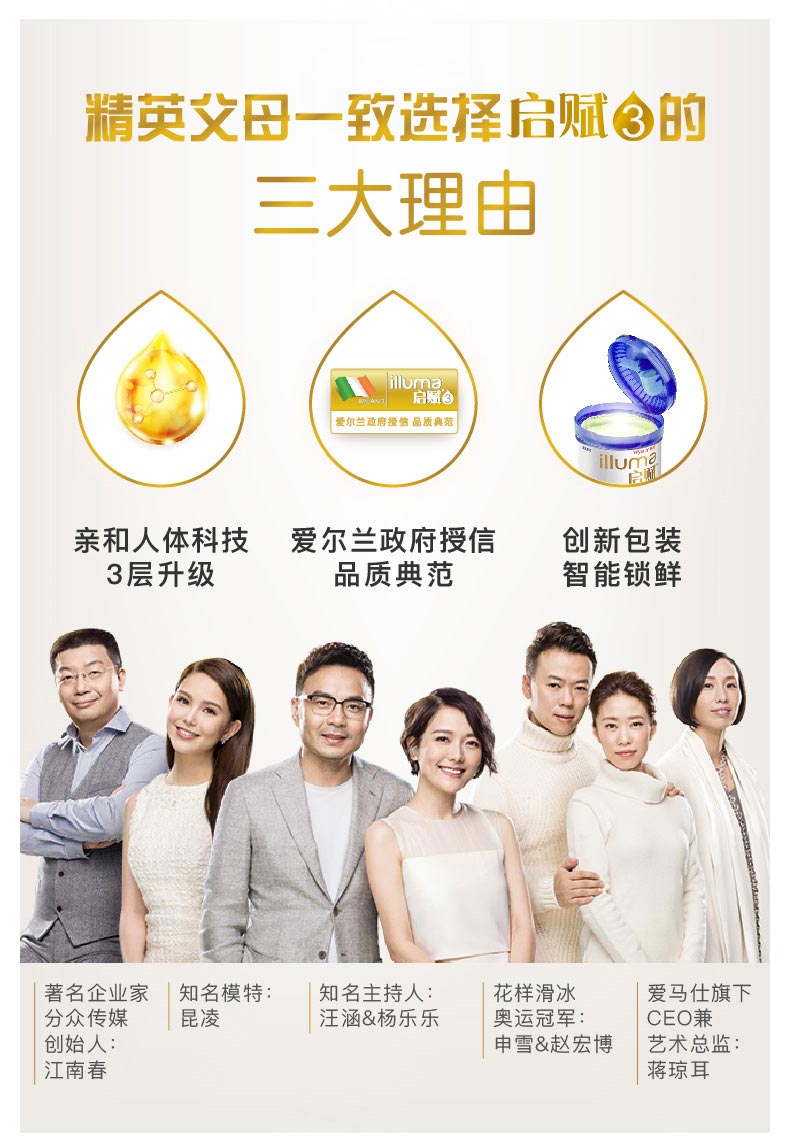 精英父母一致选择启赋3的
三大理由
IRELAND
illuma
启赋3
爱尔兰政府授信 品质典范
illuma
启赋
亲和人体科技
3层升级
爱尔兰政府授信
品质典范
创新包装
智能锁鲜
著名企业家
分众传媒
创始人：
江南春
知名模特：
昆凌
知名主持人：
汪涵&杨乐乐
花样滑冰
奥运冠军：
申雪&赵宏博
爱马仕旗下
CEO兼
艺术总监：
蒋琼耳